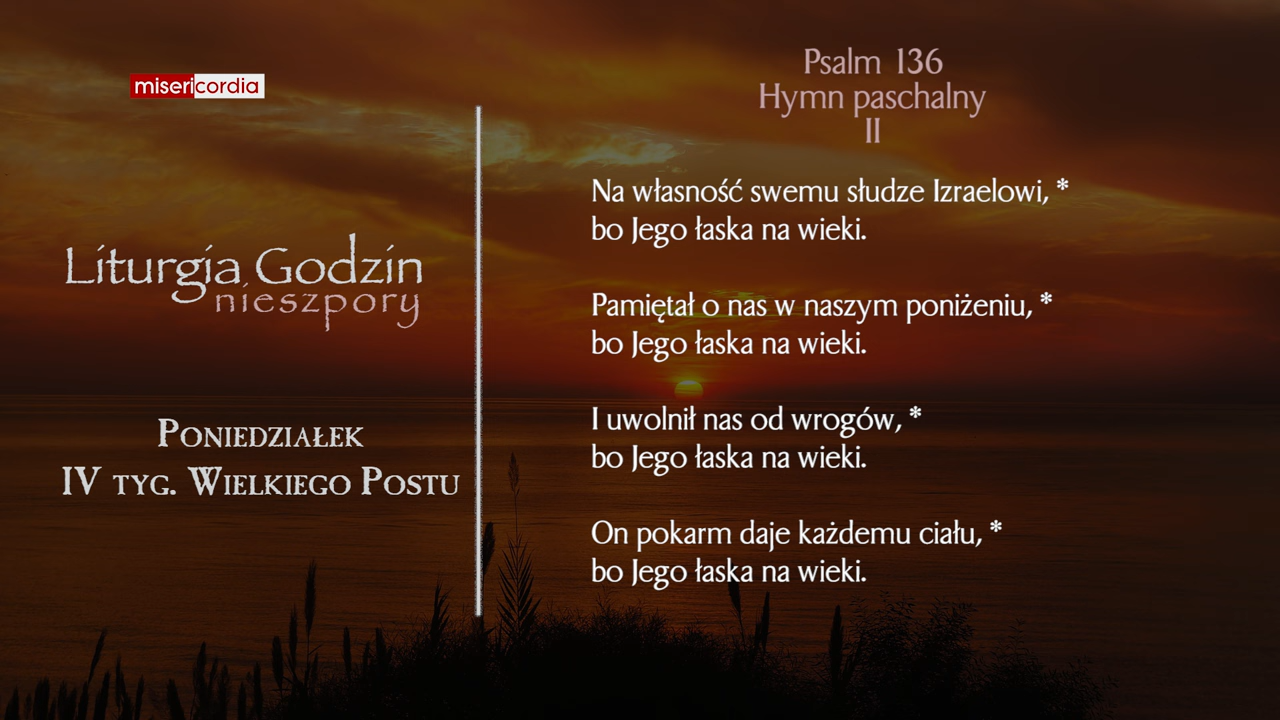 misericordia
Liturgia Godzin
nieszpory
Poniedziałek
IV tyg. Wielkiego Postu
Psalm 136
Hymn paschalny
II
Na własność swemu słudze Izraelowi, *
bo Jego łaska na wieki.
Pamiętał o nas w naszym poniżeniu, *
bo Jego łaska na wieki.
I uwolnił nas od wrogów, *
bo Jego łaska na wieki.
On pokarm daje każdemu ciału, *
bo Jego łaska na wieki.